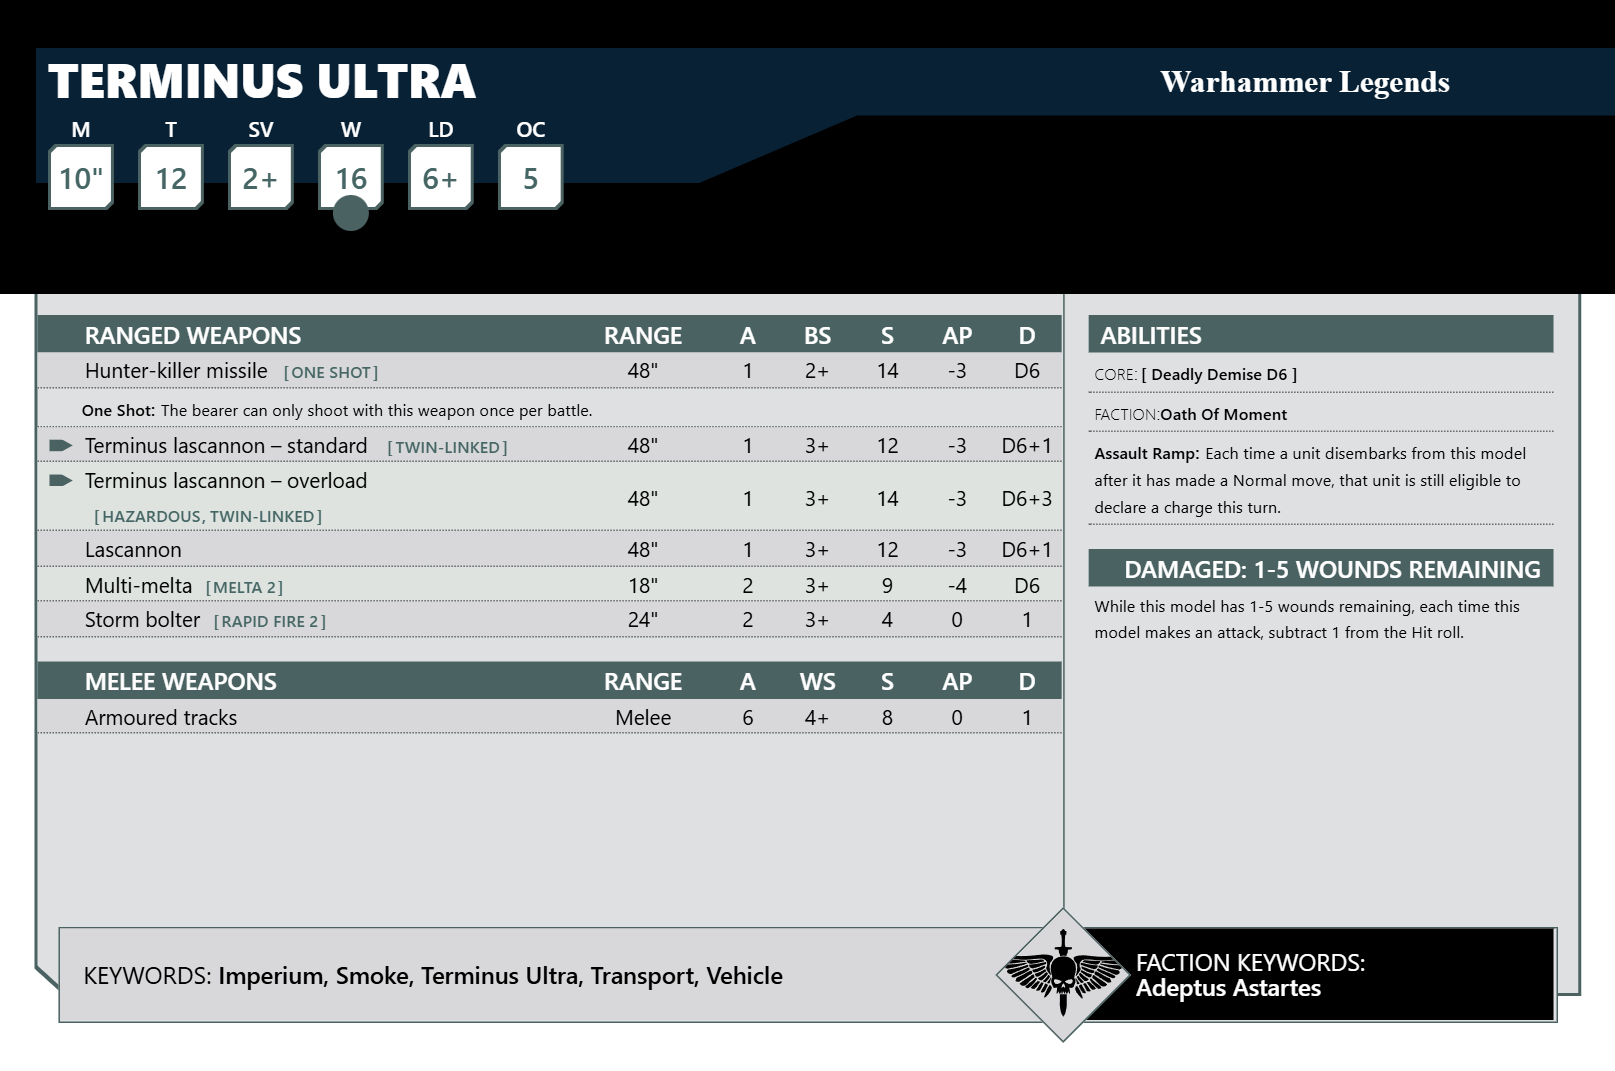 TERMINUS ULTRA
Warhammer Legends
M T SV W LD OC
10" 12 2+ 16 6+ 5
RANGED WEAPONS RANGE A BS S AP D
Hunter-killer missile [ONE SHOT] 48" 1 2+ 14 -3 D6
One Shot: The bearer can only shoot with this weapon once per battle.
Terminus lascannon – standard [TWIN-LINKED] 48" 1 3+ 12 -3 D6+1
Terminus lascannon – overload
[HAZARDOUS, TWIN-LINKED] 48" 1 3+ 14 -3 D6+3
Lascannon 48" 1 3+ 12 -3 D6+1
Multi-melta [MELTA 2] 18" 2 3+ 9 -4 D6
Storm bolter [RAPID FIRE 2] 24" 2 3+ 4 0 1
MELEE WEAPONS RANGE A WS S AP D
Armoured tracks Melee 6 4+ 8 0 1
ABILITIES
CORE: [ Deadly Demise D6 ]
FACTION:Oath Of Moment
Assault Ramp: Each time a unit disembarks from this model
after it has made a Normal move, that unit is still eligible to
declare a charge this turn.
DAMAGED: 1-5 WOUNDS REMAINING
While this model has 1-5 wounds remaining, each time this
model makes an attack, subtract 1 from the Hit roll.
KEYWORDS: Imperium, Smoke, Terminus Ultra, Transport, Vehicle
FACTION KEYWORDS:
Adeptus Astartes